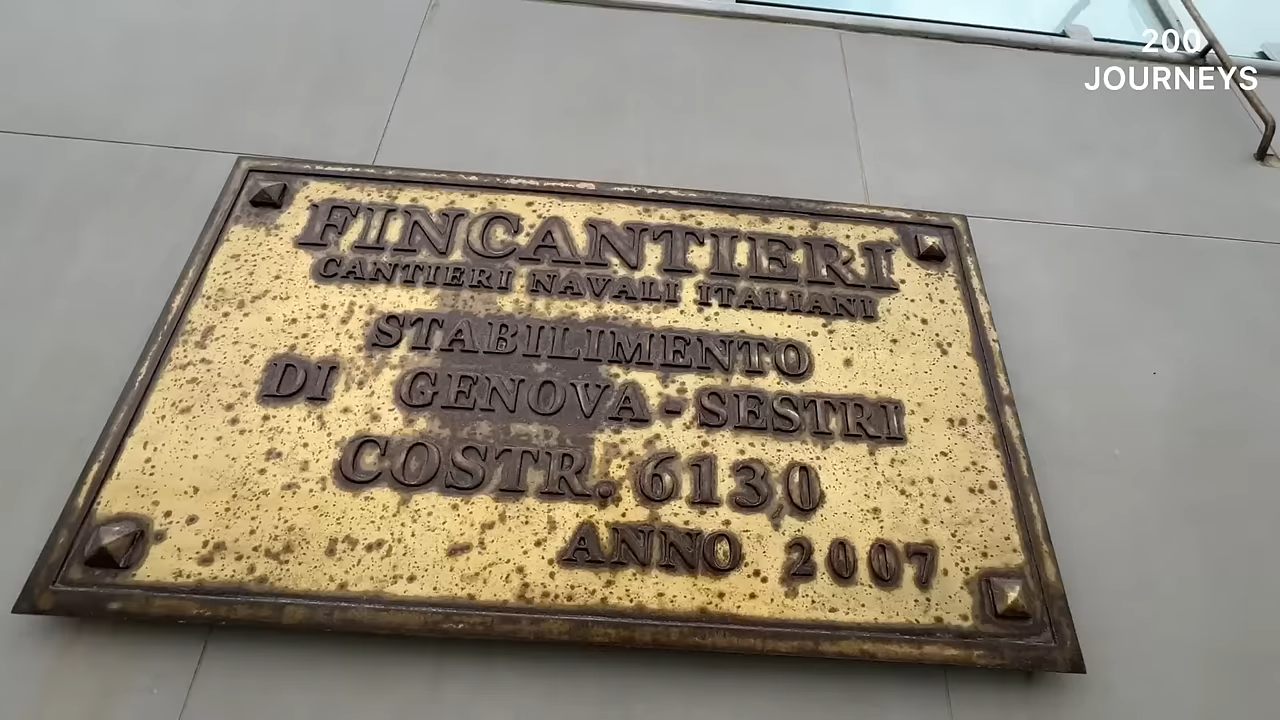 200
JOURNEYS
FINCANTIERI
CANTIERI NAVALI ITALIANI
STABILIMENTO
DI GENOVA-SESTRI
COSTR. 6130
ANNO 2007